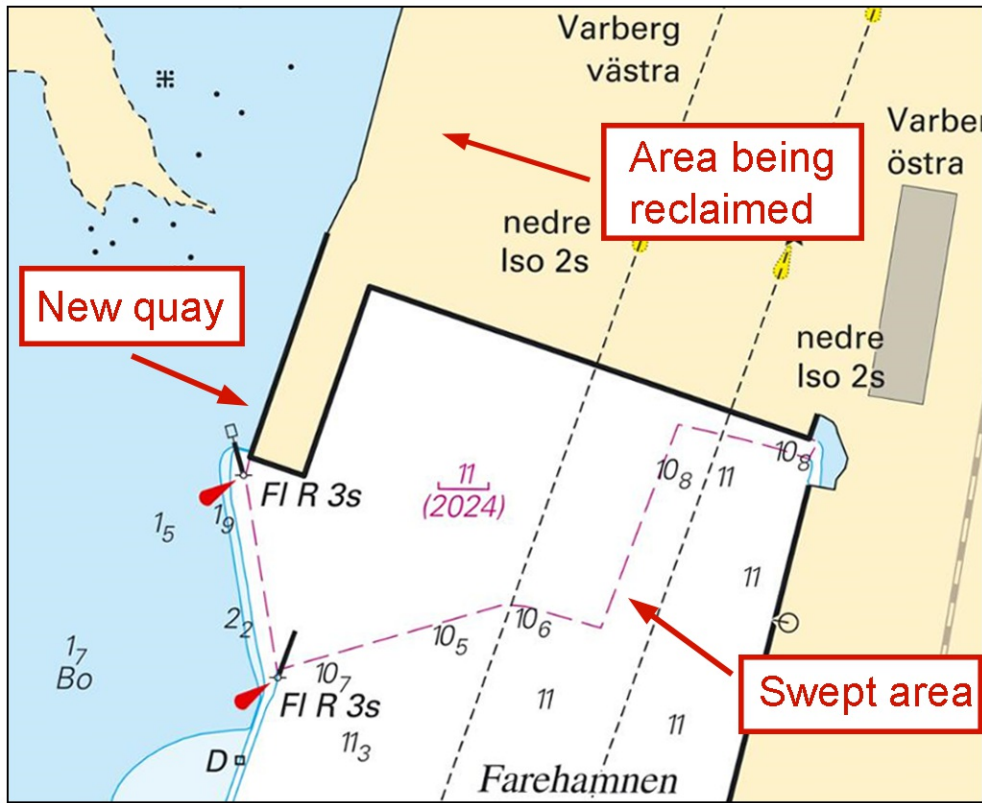 Varberg
västra
Area being
reclaimed
Varber
östra
nedre
Iso 2s
New quay
nedre
Iso 2s
10₈
10₈
11
11
(2024)
Fl R 3s
1₅
1₉
11
2₂
10₆
10₅
1₇
Bo
10₇
Swept area
Fl R 3s
11
11
11₃
D
Farehamnen